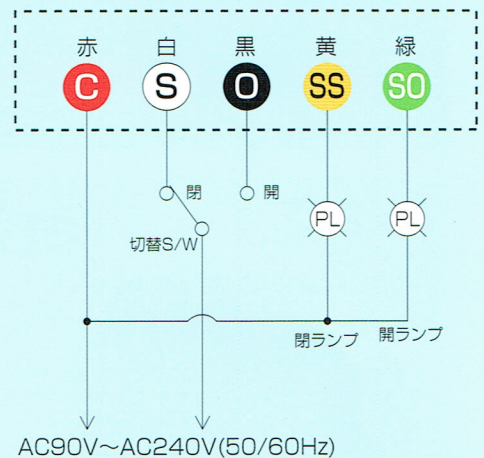 赤 白 黒 黄 緑
C S O SS SO
閉 開
PL PL
切替S/W
閉ランプ 開ランプ
AC90V～AC240V(50/60Hz)